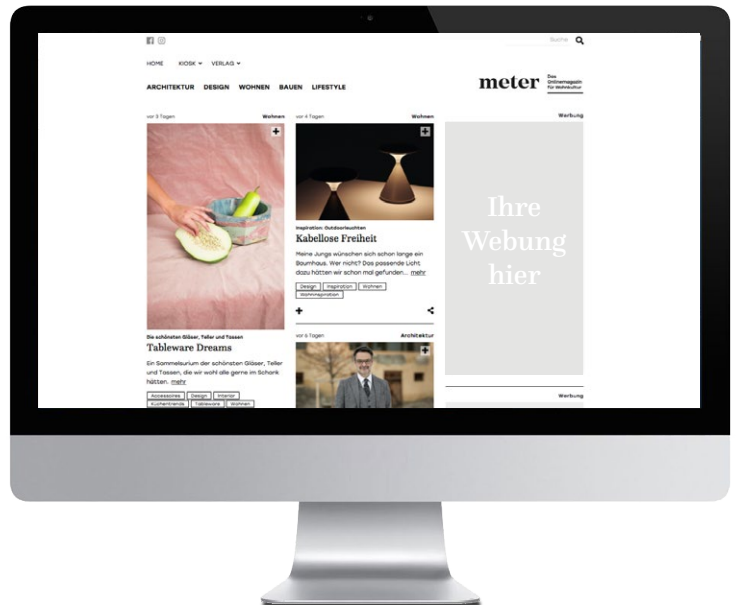 Suche
HOME KIOSK VERLAG
ARCHITEKTUR DESIGN WOHNEN BAUEN LIFESTYLE
meter
Das
Onlinemagazin
für Wohnkultur
vor 3 Tagen Wohnen
Die schönsten Gläser, Teller und Tassen
Tableware Dreams
Ein Sammelsurium der schönsten Gläser, Teller
und Tassen, die wir wohl alle gerne im Schank
hätten. mehr
Accessoires Design Interior
Küchentrends Tableware Wohnen
vor 4 Tagen Wohnen
Inspiration: Outdoorleuchten
Kabellose Freiheit
Meine Jungs wünschen sich schon lange ein
Baumhaus. Wer nicht? Das passende Licht
dazu hätten wir schon mal gefunden... mehr
Design Inspiration Wohnen
Wohninspiration
vor 6 Tagen Architektur
Werbung
Ihre
Webung
hier
Werbung